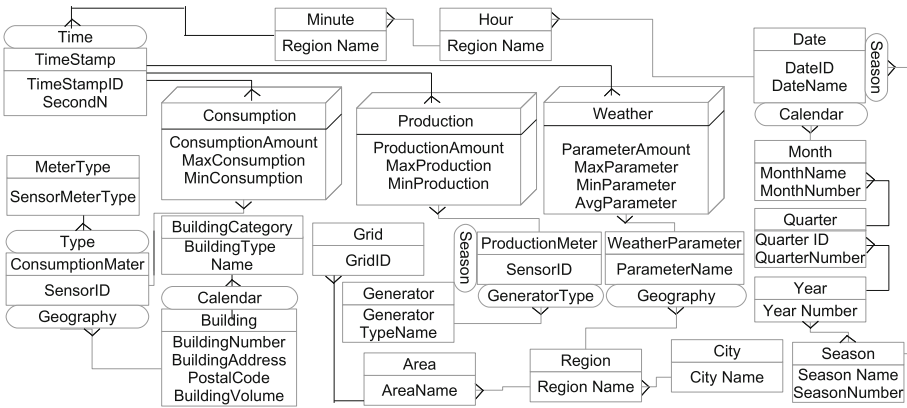 Time
TimeStamp
TimeStampID
SecondN
Minute
Region Name
Hour
Region Name
Date
DateID
DateName
Season
Calendar
Month
MonthName
MonthNumber
Quarter
Quarter ID
QuarterNumber
Year
Year Number
Season
Season Name
SeasonNumber
Consumption
ConsumptionAmount
MaxConsumption
MinConsumption
Production
ProductionAmount
MaxProduction
MinProduction
Weather
ParameterAmount
MaxParameter
MinParameter
AvgParameter
MeterType
SensorMeterType
Type
ConsumptionMater
SensorID
Geography
BuildingCategory
BuildingType
Name
Calendar
Building
BuildingNumber
BuildingAddress
PostalCode
BuildingVolume
Grid
GridID
Generator
Generator
TypeName
Season
ProductionMeter
SensorID
GeneratorType
WeatherParameter
ParameterName
Geography
Area
AreaName
Region
Region Name
City
City Name